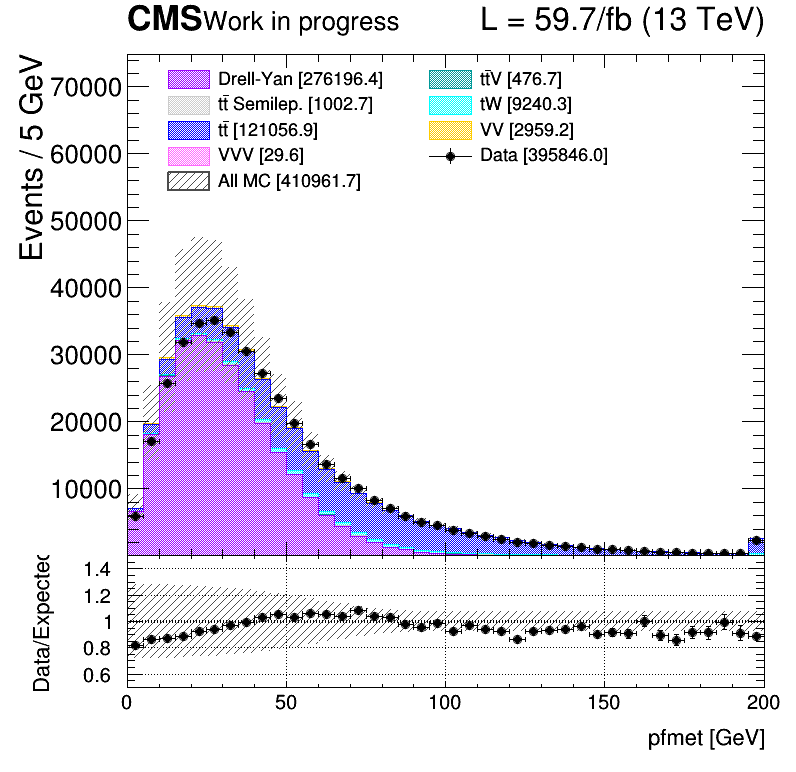 CMS Work in progress L = 59.7/fb (13 TeV)
Events / 5 GeV
70000
60000
50000
40000
30000
20000
10000
Drell-Yan [276196.4]
tt̄ Semilep. [1002.7]
tt̄ [121056.9]
VVV [29.6]
All MC [410961.7]
tt̄V [476.7]
tW [9240.3]
VV [2959.2]
Data [395846.0]
Data/Expected
1.4
1.2
1
0.8
0.6
0 50 100 150 200
pfmet [GeV]